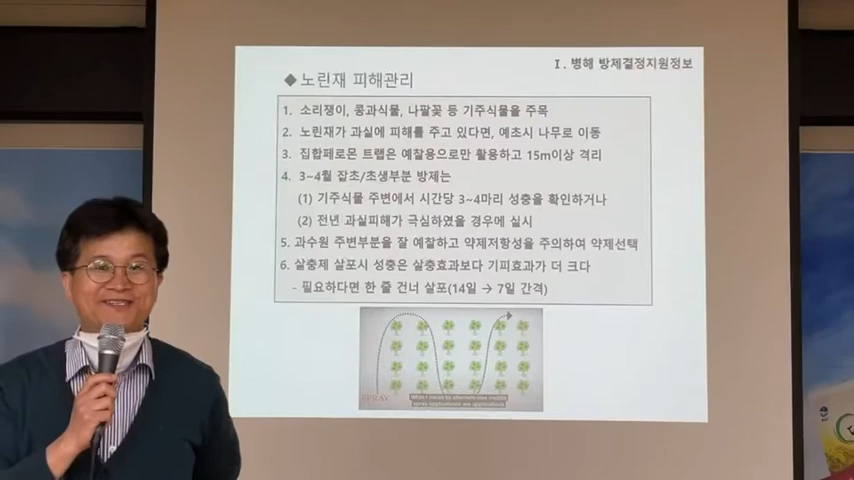 Ⅰ. 병해 방제결정지원정보
◆노린재 피해관리
1. 소리쟁이, 콩과식물, 나팔꽃 등 기주식물을 주목
2. 노린재가 과실에 피해를 주고 있다면, 예초시 나무로 이동
3. 집합페로몬 트랩은 예찰용으로만 활용하고 15m이상 격리
4. 3~4월 잡초/초생부분 방제는
(1) 기주식물 주변에서 시간당 3~4마리 성충을 확인하거나
(2) 전년 과실피해가 극심하였을 경우에 실시
5. 과수원 주변부분을 잘 예찰하고 약제저항성을 주의하여 약제선택
6. 살충제 살포시 성충은 살충효과보다 기피효과가 더 크다
- 필요하다면 한 줄 건너 살포(14일 → 7일 간격)
SPRAY
What I mean by alternate row middle
spray applications are applications